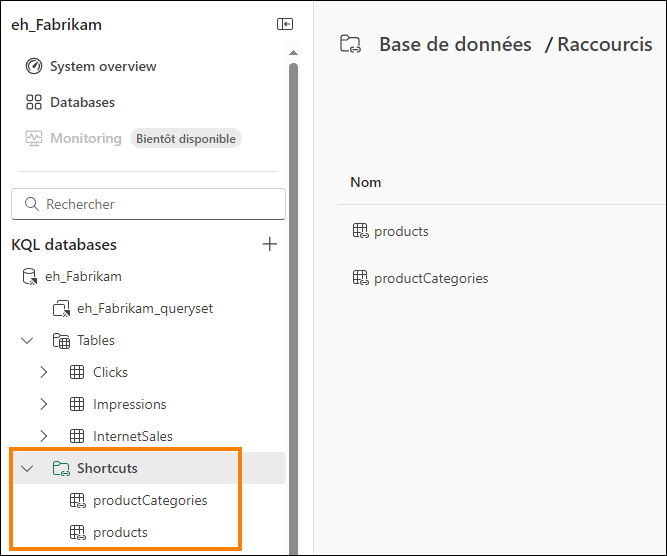 eh_Fabrikam
System overview
Databases
Monitoring Bientôt disponible
Rechercher
KQL databases
eh_Fabrikam
eh_Fabrikam_queryset
Tables
Clicks
Impressions
InternetSales
Shortcuts
productCategories
products
Base de données / Raccourcis
Nom
products
productCategories